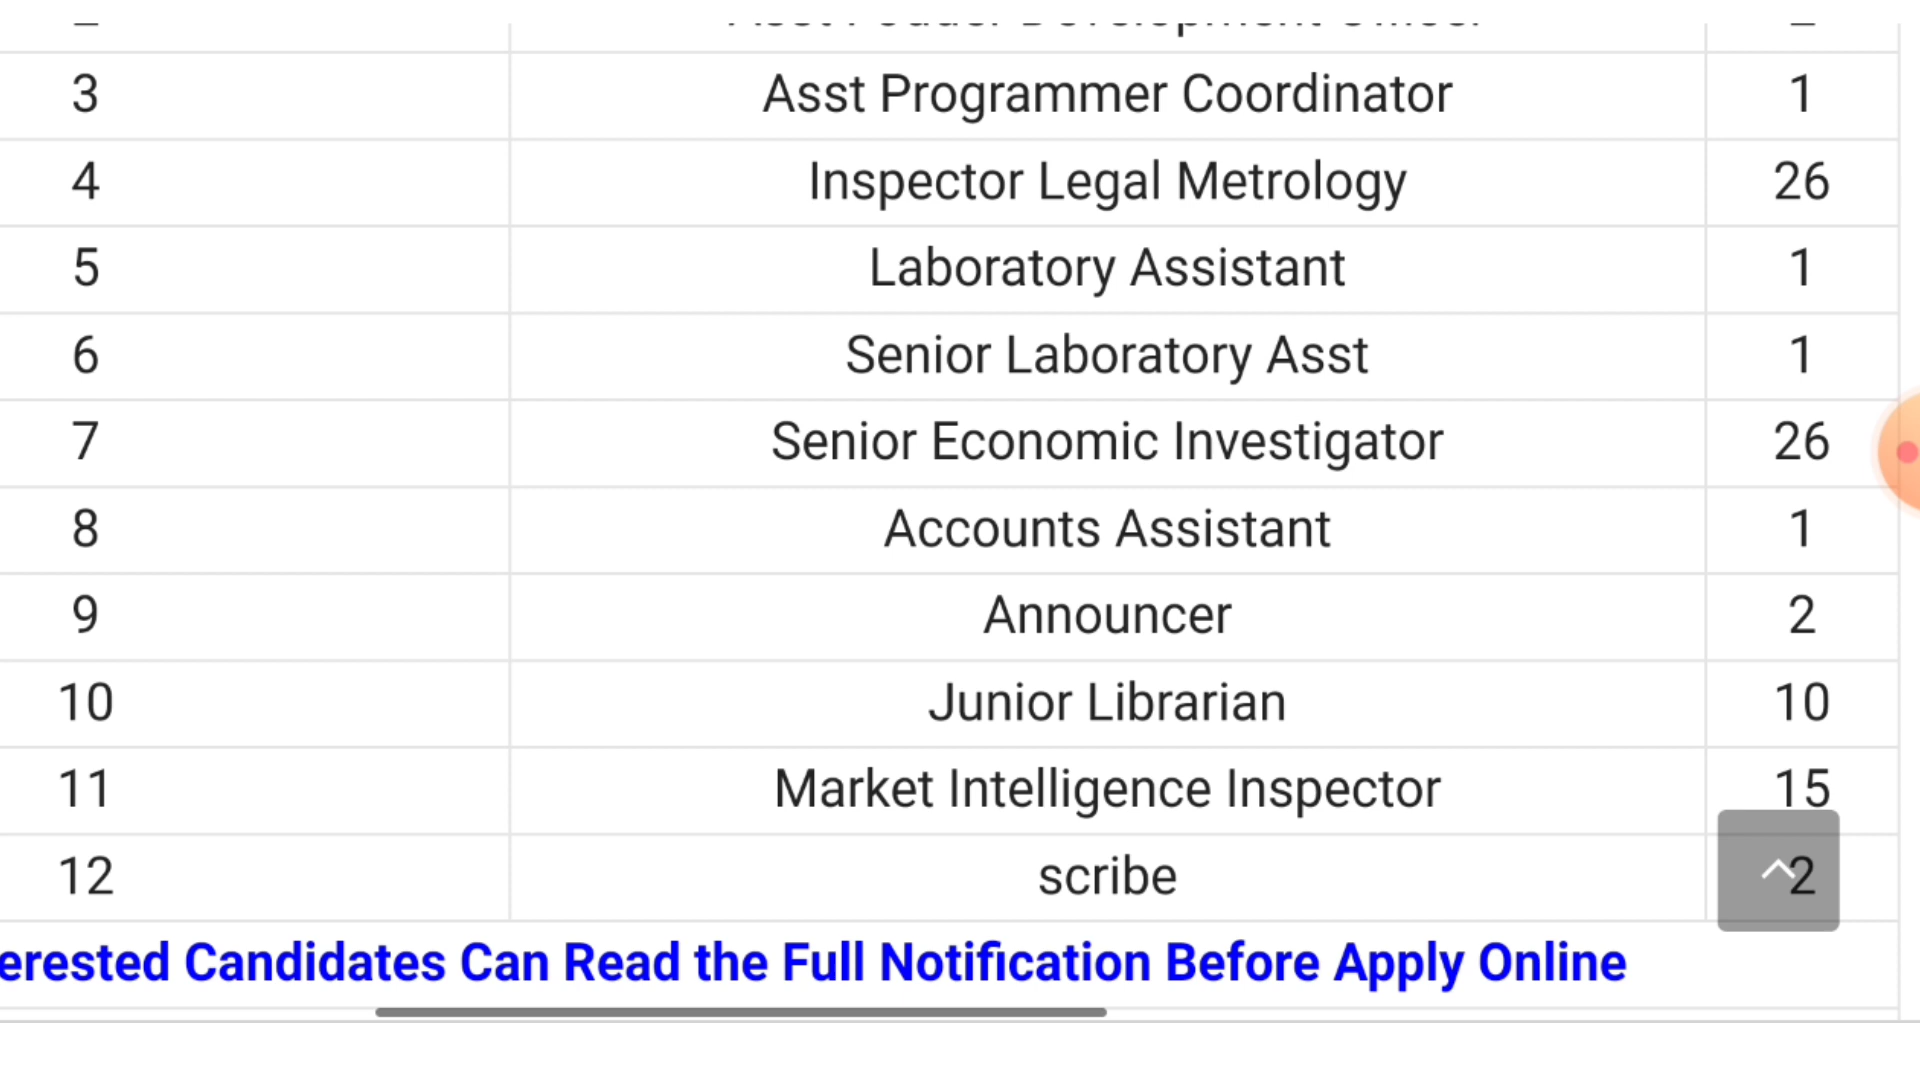 3 Asst Programmer Coordinator 1
4 Inspector Legal Metrology 26
5 Laboratory Assistant 1
6 Senior Laboratory Asst 1
7 Senior Economic Investigator 26
8 Accounts Assistant 1
9 Announcer 2
10 Junior Librarian 10
11 Market Intelligence Inspector 15
12 scribe 2
erested Candidates Can Read the Full Notification Before Apply Online